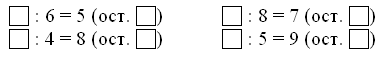 □ : 6 = 5 (ост. □) □ : 8 = 7 (ост. □)
□ : 4 = 8 (ост. □) □ : 5 = 9 (ост. □)